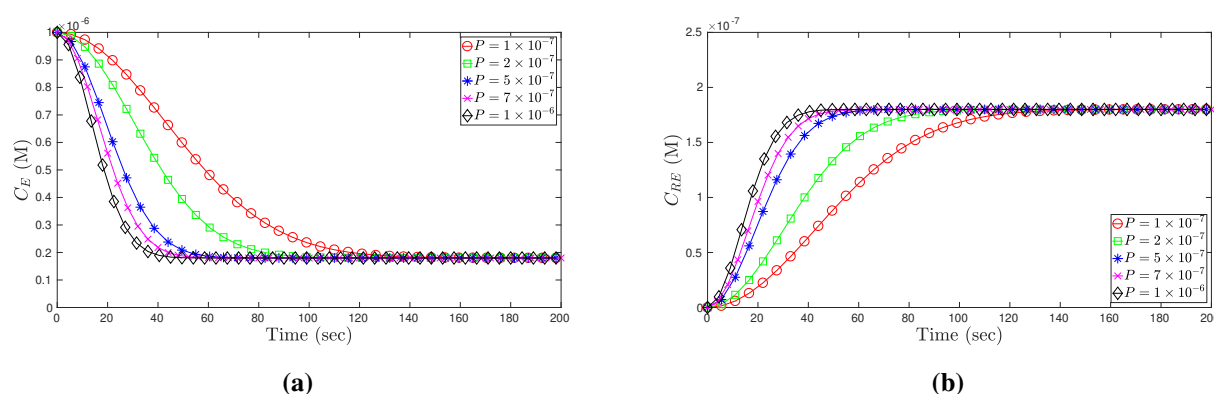 ×10⁻⁶
1
0.9
0.8
0.7
0.6
0.5
0.4
0.3
0.2
0.1
0
C_E (M)
0 20 40 60 80 100 120 140 160 180 200
Time (sec)
P = 1 × 10⁻⁷
P = 2 × 10⁻⁷
P = 5 × 10⁻⁷
P = 7 × 10⁻⁷
P = 1 × 10⁻⁶
(a)
×10⁻⁷
2.5
2
1.5
1
0.5
0
C_{RE} (M)
0 20 40 60 80 100 120 140 160 180 200
Time (sec)
P = 1 × 10⁻⁷
P = 2 × 10⁻⁷
P = 5 × 10⁻⁷
P = 7 × 10⁻⁷
P = 1 × 10⁻⁶
(b)